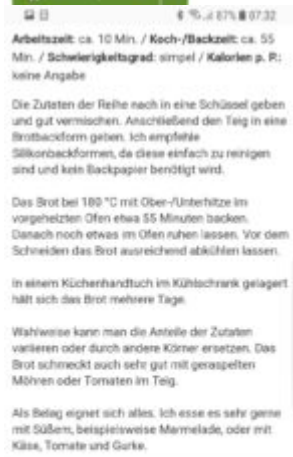 87% 07:32
Arbeitszeit: ca. 10 Min. / Koch-/Backzeit: ca. 55
Min. / Schwierigkeitsgrad: simpel / Kalorien p. P.:
keine Angabe
Die Zutaten der Reihe nach in eine Schüssel geben
und gut vermischen. Anschließend den Teig in eine
Brotbackform geben. Ich empfehle
Silikonbackformen, da diese einfach zu reinigen
sind und kein Backpapier benötigt wird.
Das Brot bei 180 °C mit Ober-/Unterhitze im
vorgeheizten Ofen etwa 55 Minuten backen.
Danach noch etwas im Ofen ruhen lassen. Vor dem
Schneiden das Brot ausreichend abkühlen lassen.
In einem Küchenhandtuch im Kühlschrank gelagert
hält sich das Brot mehrere Tage.
Wahlweise kann man die Anteile der Zutaten
variieren oder durch andere Körner ersetzen. Das
Brot schmeckt auch sehr gut mit geraspelten
Möhren oder Tomaten im Teig.
Als Belag eignet sich alles. Ich esse es sehr gerne
mit Süßem, beispielsweise Marmelade, oder mit
Käse, Tomate und Gurke.